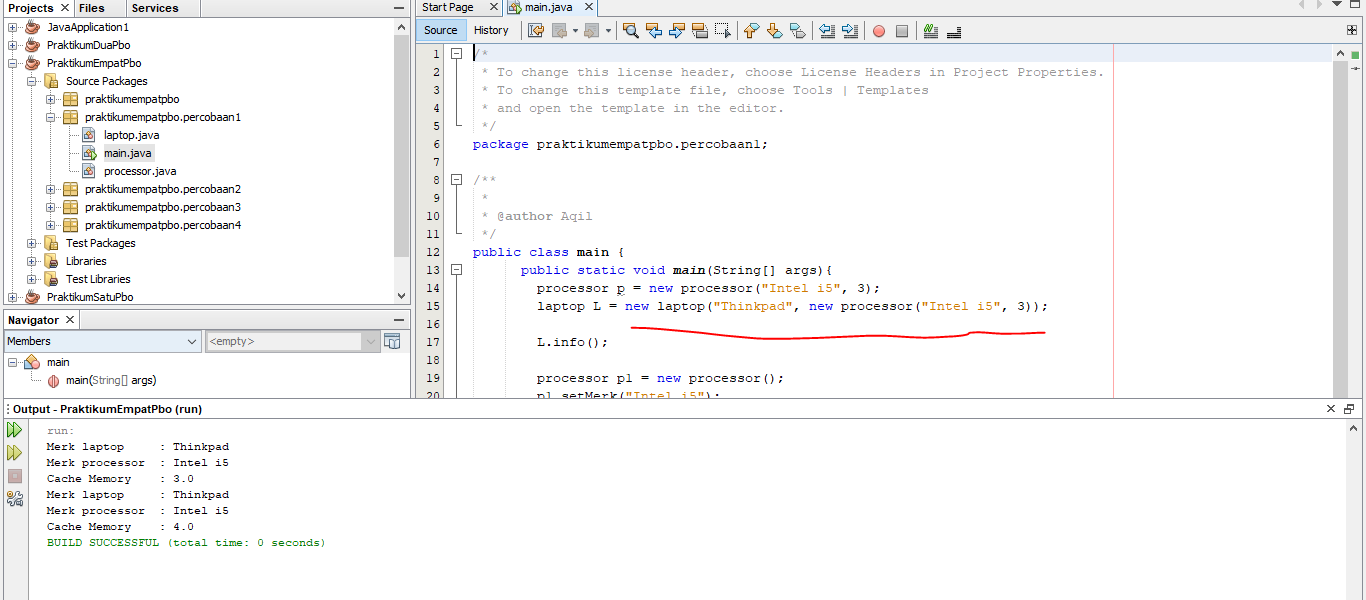 Projects Files Services
JavaApplication1
PraktikumDuaPbo
PraktikumEmpatPbo
Source Packages
praktikumempatpbo
praktikumempatpbo.percobaan1
laptop.java
main.java
processor.java
praktikumempatpbo.percobaan2
praktikumempatpbo.percobaan3
praktikumempatpbo.percobaan4
Test Packages
Libraries
Test Libraries
PraktikumSatuPbo
Navigator
Members <empty>
main
main(String[] args)
Start Page main.java
Source History
1 /*
2 * To change this license header, choose License Headers in Project Properties.
3 * To change this template file, choose Tools | Templates
4 * and open the template in the editor.
5 */
6 package praktikumempatpbo.percobaan1;
7
8 /**
9 *
10 * @author Aqil
11 */
12 public class main {
13 public static void main(String[] args){
14 processor p = new processor("Intel i5", 3);
15 laptop L = new laptop("Thinkpad", new processor("Intel i5", 3));
16
17 L.info();
18
19 processor p1 = new processor();
20 p1.setMerk("Intel i5");
Output - PraktikumEmpatPbo (run)
run:
Merk laptop : Thinkpad
Merk processor : Intel i5
Cache Memory : 3.0
Merk laptop : Thinkpad
Merk processor : Intel i5
Cache Memory : 4.0
BUILD SUCCESSFUL (total time: 0 seconds)